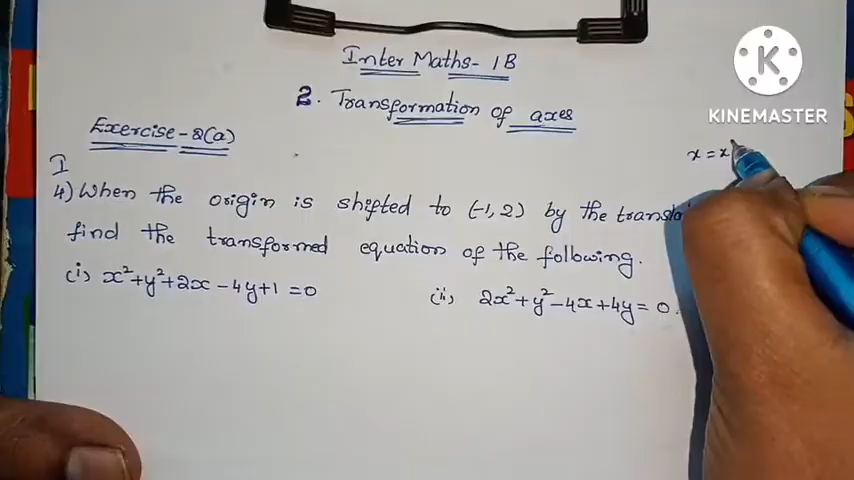 Inter Maths- 1B
2. Transformation of axes
KINEMASTER
Exercise-2(a)
x = x
I
4) When the origin is shifted to (-1, 2) by the
find the transformed equation of the following.
(i) x²+y²+2x-4y+1=0
(ii) 2x²+y²-4x+4y=0.